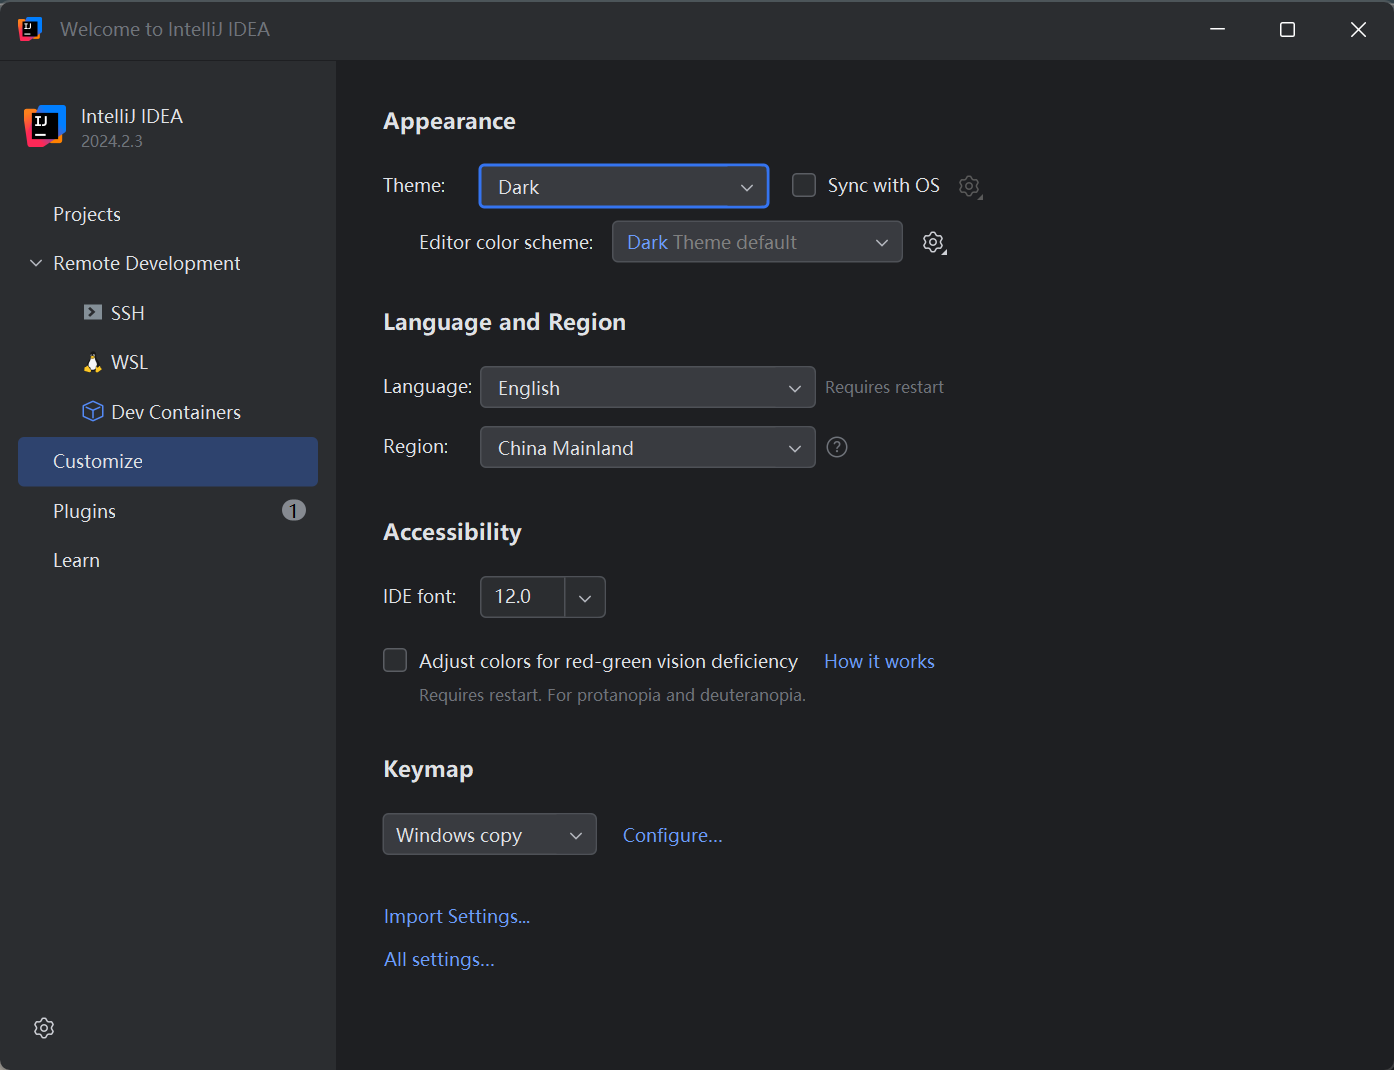 Welcome to IntelliJ IDEA
IntelliJ IDEA
2024.2.3
Projects
Remote Development
SSH
WSL
Dev Containers
Customize
Plugins 1
Learn
Appearance
Theme: Dark Sync with OS
Editor color scheme: Dark Theme default
Language and Region
Language: English Requires restart
Region: China Mainland ?
Accessibility
IDE font: 12.0
Adjust colors for red-green vision deficiency How it works
Requires restart. For protanopia and deuteranopia.
Keymap
Windows copy Configure...
Import Settings...
All settings...